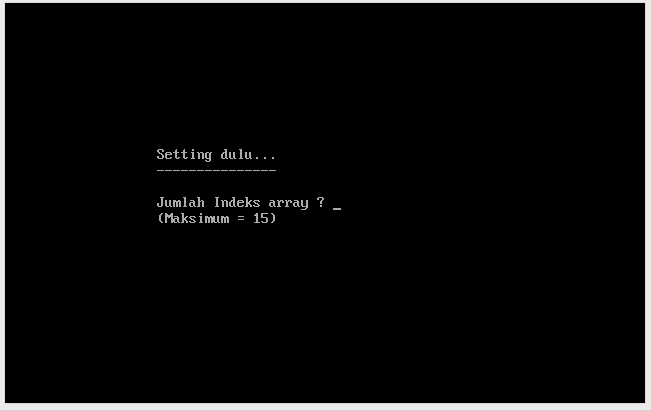 Setting dulu...
---------------
Jumlah Indeks array ? _
(Maksimum = 15)